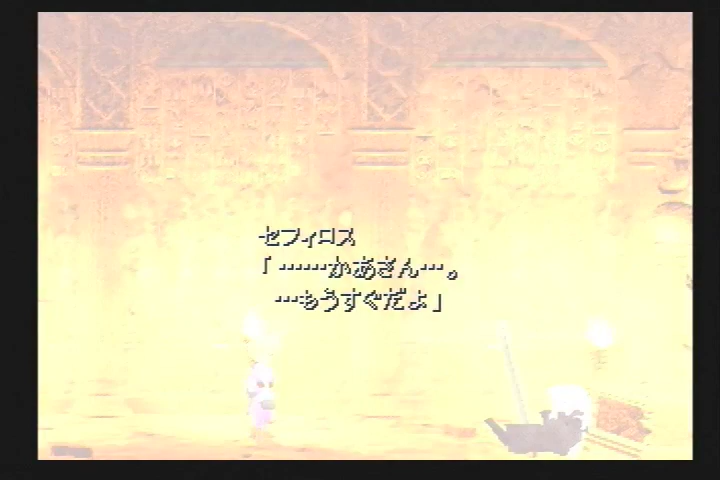 セフィロス
「……かあさん…。
…もうすぐだよ」